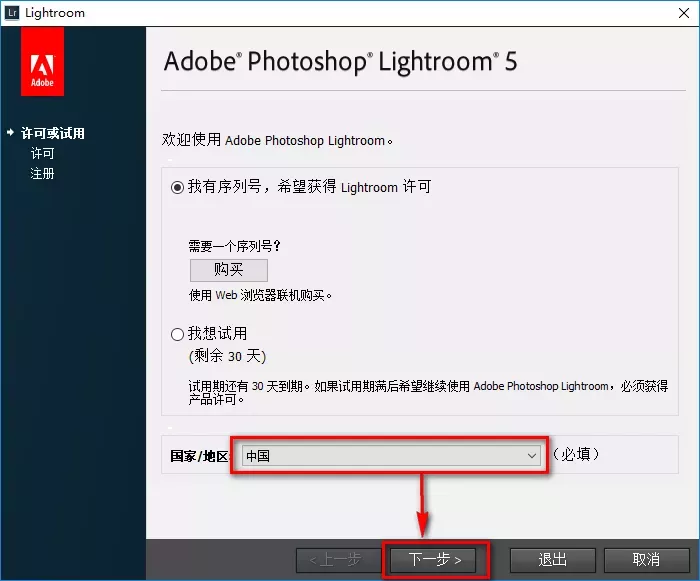 Lr Lightroom
Adobe
Adobe® Photoshop® Lightroom® 5
许可或试用
许可
注册
欢迎使用 Adobe Photoshop Lightroom。
我有序列号，希望获得 Lightroom 许可
需要一个序列号？
购买
使用 Web 浏览器联机购买。
我想试用
(剩余 30 天)
试用期还有 30 天到期。如果试用期满后希望继续使用 Adobe Photoshop Lightroom，必须获得
产品许可。
国家/地区: 中国 （必填）
<上一步 下一步 > 退出 取消